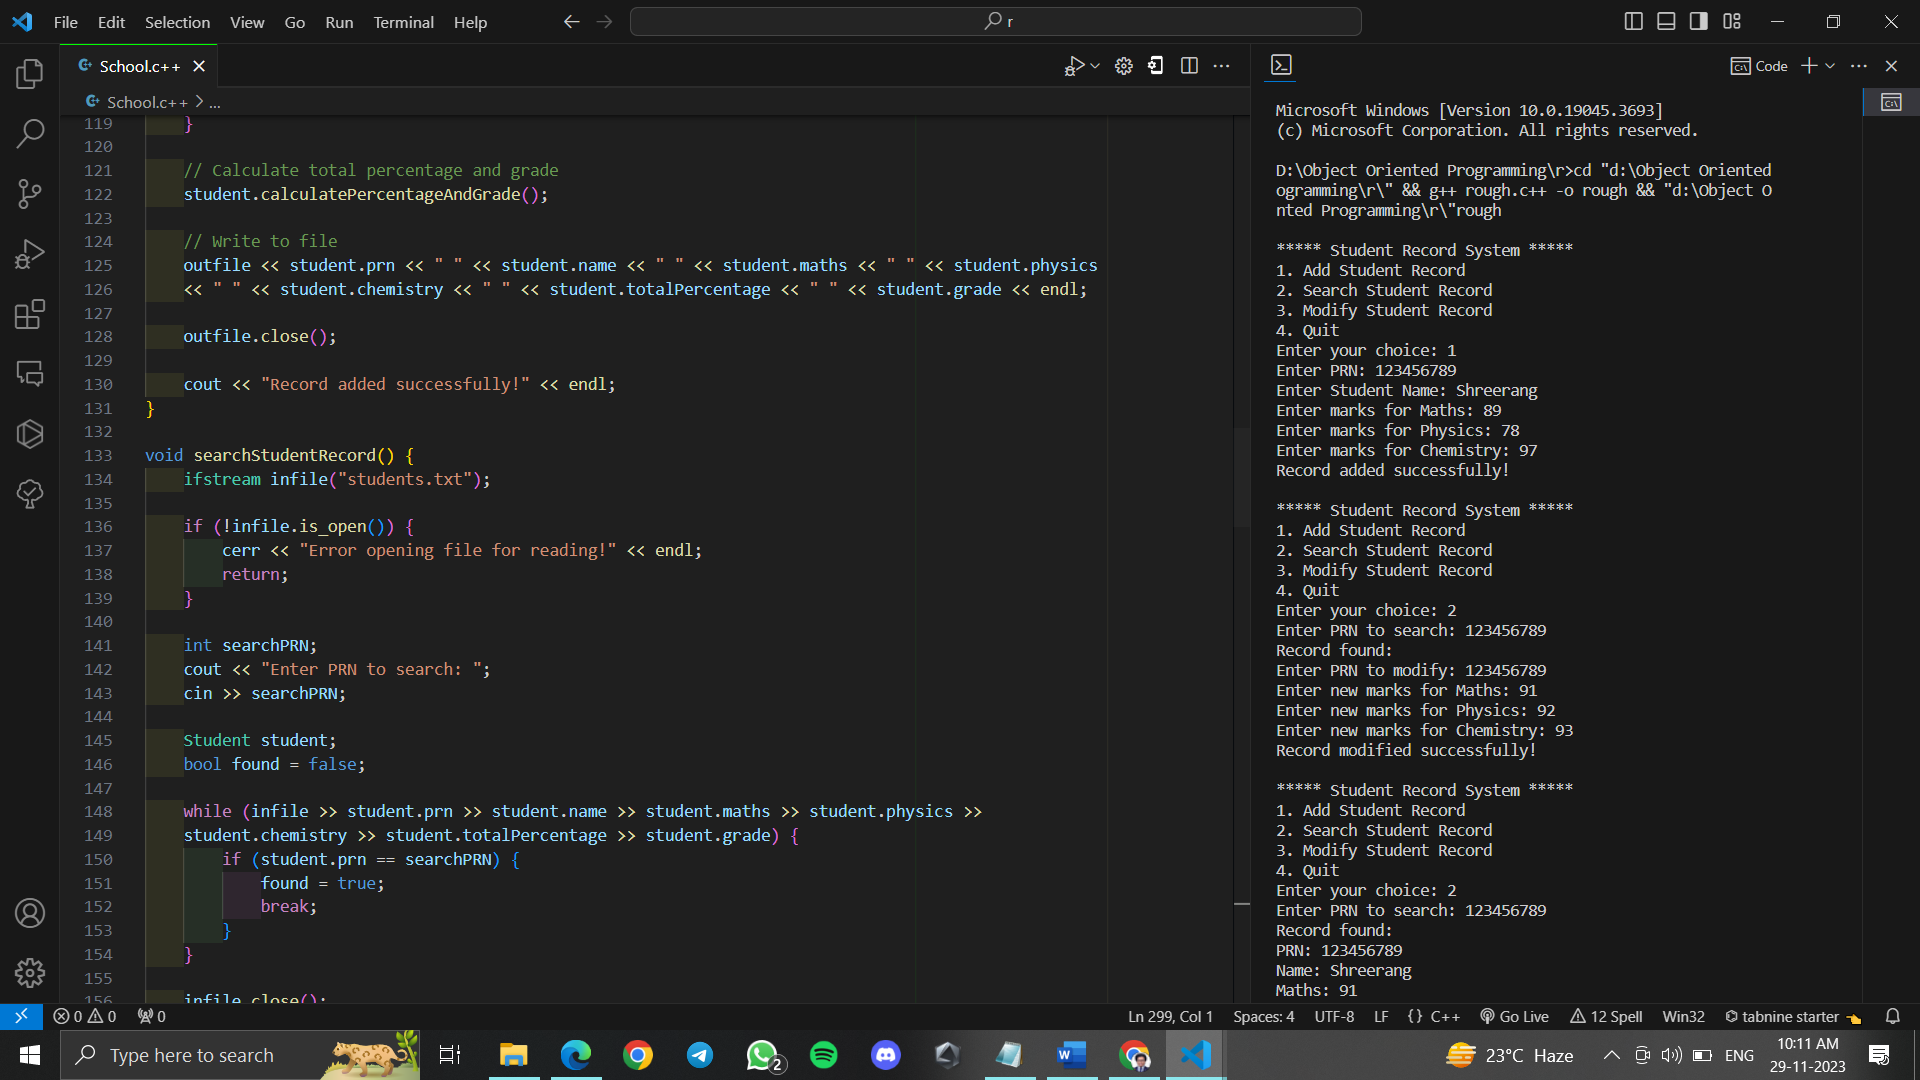 File Edit Selection View Go Run Terminal Help
r
School.c++
School.c++ > ...
Code
119 }
120
121 // Calculate total percentage and grade
122 student.calculatePercentageAndGrade();
123
124 // Write to file
125 outfile << student.prn << " " << student.name << " " << student.maths << " " << student.physics
126 << " " << student.chemistry << " " << student.totalPercentage << " " << student.grade << endl;
127
128 outfile.close();
129
130 cout << "Record added successfully!" << endl;
131 }
132
133 void searchStudentRecord() {
134 ifstream infile("students.txt");
135
136 if (!infile.is_open()) {
137 cerr << "Error opening file for reading!" << endl;
138 return;
139 }
140
141 int searchPRN;
142 cout << "Enter PRN to search: ";
143 cin >> searchPRN;
144
145 Student student;
146 bool found = false;
147
148 while (infile >> student.prn >> student.name >> student.maths >> student.physics >>
149 student.chemistry >> student.totalPercentage >> student.grade) {
150 if (student.prn == searchPRN) {
151 found = true;
152 break;
153 }
154 }
155
156 infile.close();
Microsoft Windows [Version 10.0.19045.3693]
(c) Microsoft Corporation. All rights reserved.
D:\Object Oriented Programming\r>cd "d:\Object Oriented
ogramming\r\" && g++ rough.c++ -o rough && "d:\Object O
nted Programming\r\"rough
***** Student Record System *****
1. Add Student Record
2. Search Student Record
3. Modify Student Record
4. Quit
Enter your choice: 1
Enter PRN: 123456789
Enter Student Name: Shreerang
Enter marks for Maths: 89
Enter marks for Physics: 78
Enter marks for Chemistry: 97
Record added successfully!
***** Student Record System *****
1. Add Student Record
2. Search Student Record
3. Modify Student Record
4. Quit
Enter your choice: 2
Enter PRN to search: 123456789
Record found:
Enter PRN to modify: 123456789
Enter new marks for Maths: 91
Enter new marks for Physics: 92
Enter new marks for Chemistry: 93
Record modified successfully!
***** Student Record System *****
1. Add Student Record
2. Search Student Record
3. Modify Student Record
4. Quit
Enter your choice: 2
Enter PRN to search: 123456789
Record found:
PRN: 123456789
Name: Shreerang
Maths: 91
0 0 0 Ln 299, Col 1 Spaces: 4 UTF-8 LF {} C++ Go Live 12 Spell Win32 tabnine starter
Type here to search
2
23°C Haze
ENG
10:11 AM
29-11-2023